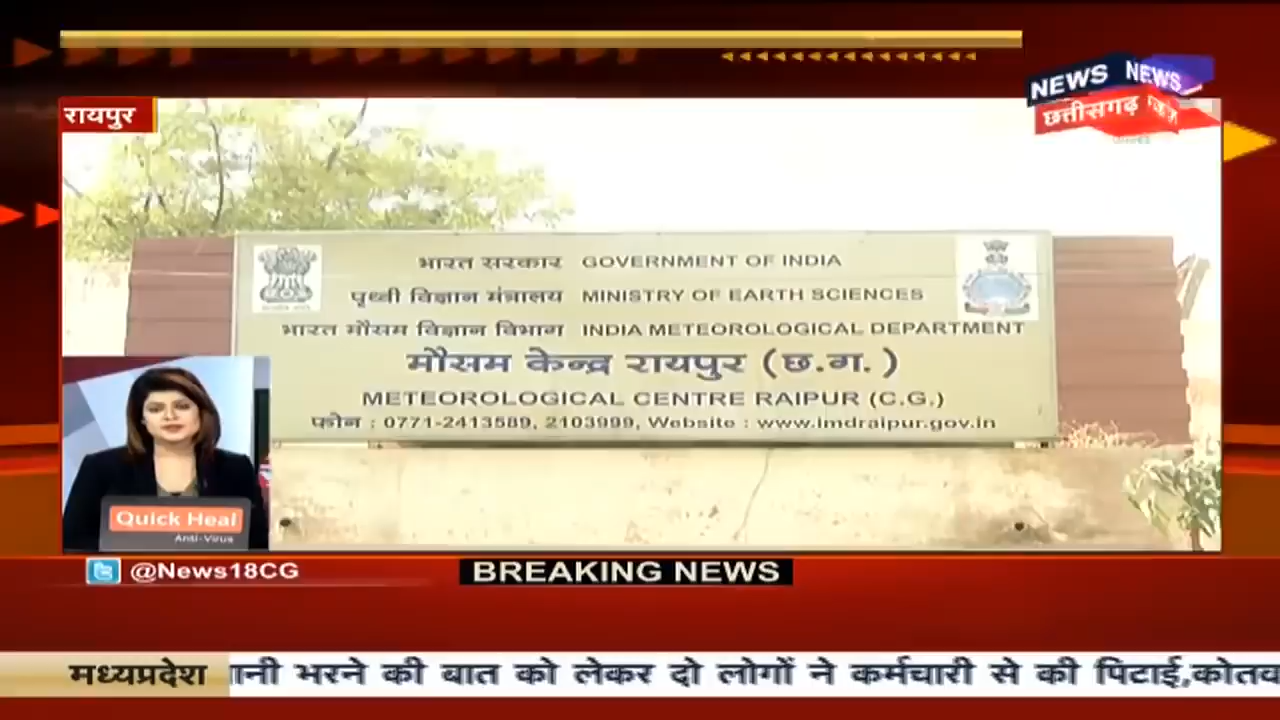 रायपुर
NEWS NEWS
छत्तीसगढ़
भारत सरकार GOVERNMENT OF INDIA
पृथ्वी विज्ञान मंत्रालय MINISTRY OF EARTH SCIENCES
भारत मौसम विज्ञान विभाग INDIA METEOROLOGICAL DEPARTMENT
मौसम केन्द्र रायपुर (छ.ग.)
METEOROLOGICAL CENTRE RAIPUR (C.G.)
फोन : 0771-2413589, 2103999, Website : www.imdraipur.gov.in
Quick Heal
Anti-Virus
@News18CG
BREAKING NEWS
मध्यप्रदेश ानी भरने की बात को लेकर दो लोगों ने कर्मचारी से की पिटाई,कोतव